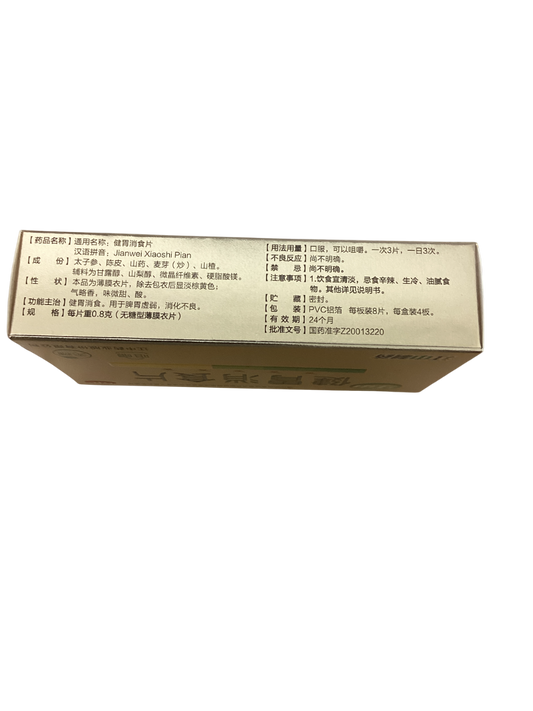 【药品名称】通用名称：健胃消食片
汉语拼音：Jianwei Xiaoshi Pian
【成 份】太子参、陈皮、山药、麦芽（炒）、山楂。
辅料为甘露醇、山梨醇、微晶纤维素、硬脂酸镁。
【性 状】本品为薄膜衣片，除去包衣后显淡棕黄色；
气略香，味微甜、酸。
【功能主治】健胃消食。用于脾胃虚弱，消化不良。
【规 格】每片重0.8克（无糖型薄膜衣片）
【用法用量】口服，可以咀嚼。一次3片，一日3次。
【不良反应】尚不明确。
【禁 忌】尚不明确。
【注意事项】1.饮食宜清淡，忌食辛辣、生冷、油腻食
物。其他详见说明书。
【贮 藏】密封。
【包 装】PVC铝箔 每板装8片，每盒装4板。
【有 效 期】24个月
【批准文号】国药准字Z20013220
健胃消食片